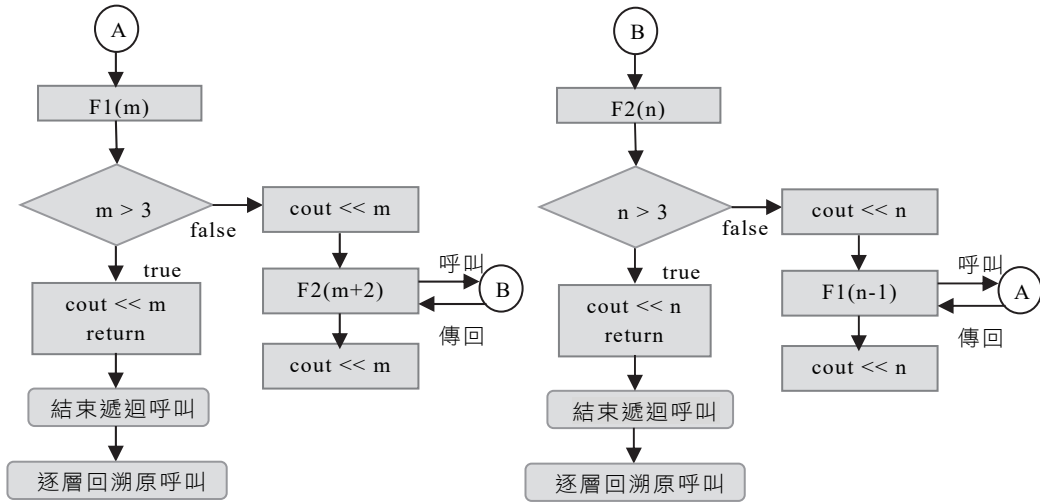 A
F1(m)
m > 3
false
cout << m
true
F2(m+2)
呼叫
B
傳回
cout << m
return
cout << m
結束遞迴呼叫
逐層回溯原呼叫
B
F2(n)
n > 3
false
cout << n
true
F1(n-1)
呼叫
A
傳回
cout << n
return
cout << n
結束遞迴呼叫
逐層回溯原呼叫